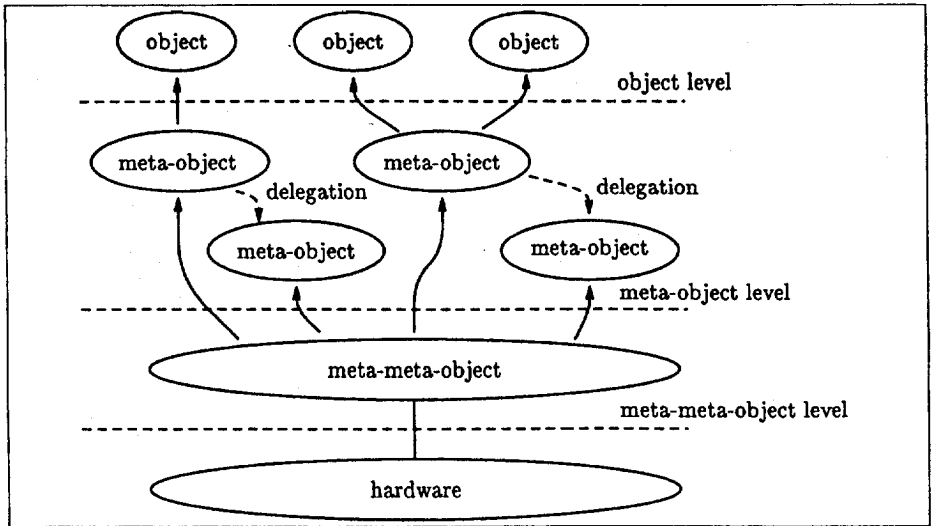 object
object
object
object level
meta-object
meta-object
delegation
delegation
meta-object
meta-object
meta-object level
meta-meta-object
meta-meta-object level
hardware